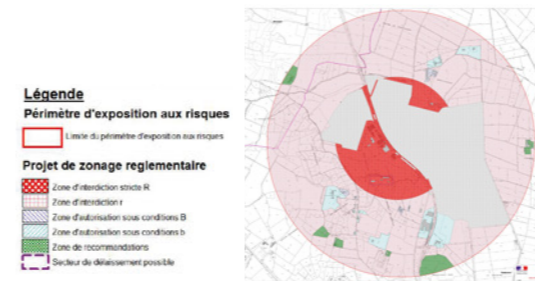 Légende
Périmètre d'exposition aux risques
Limite du périmètre d'exposition aux risques
Projet de zonage reglementaire
Zone d'interdiction stricte R
Zone d'interdiction r
Zone d'autorisation sous conditions B
Zone d'autorisation sous conditions b
Zone de recommandations
Secteur de délaissement possible